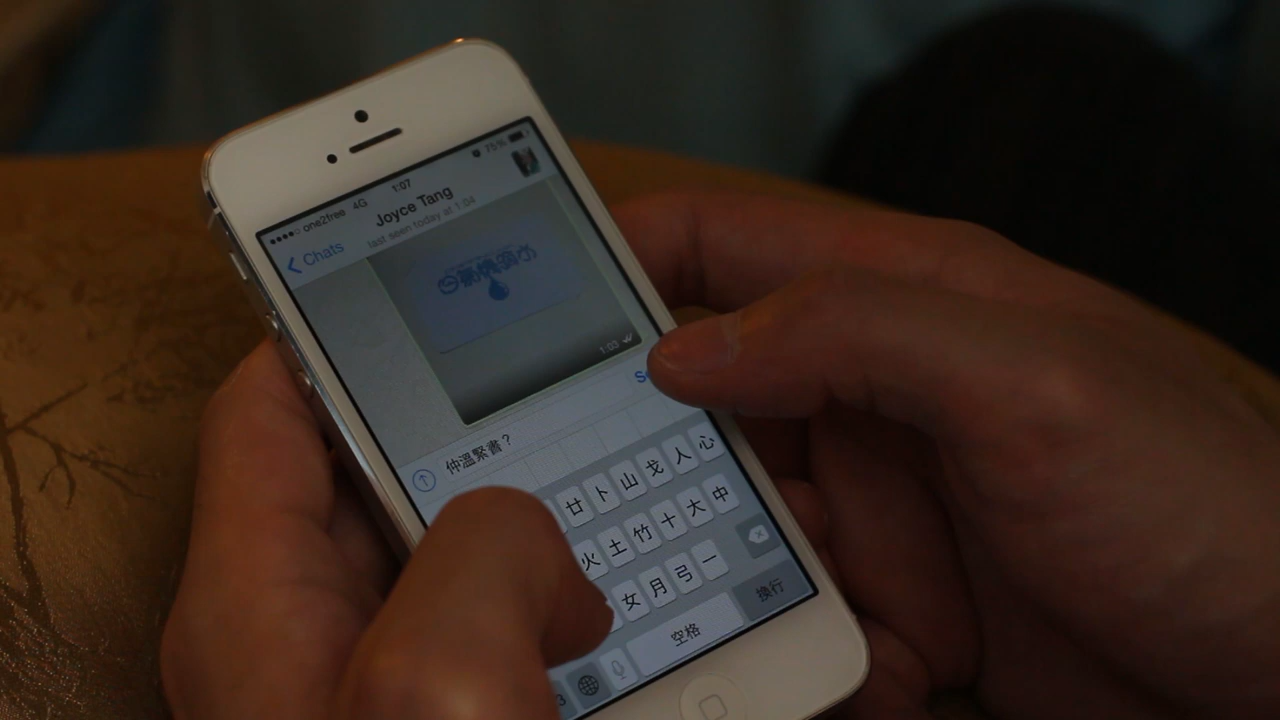 one2free 4G 1:07 75%
Chats Joyce Tang
last seen today at 1:04
1:03
仲溫緊書?
廿卜山戈人心
火土竹十大中
女月弓一
空格 換行